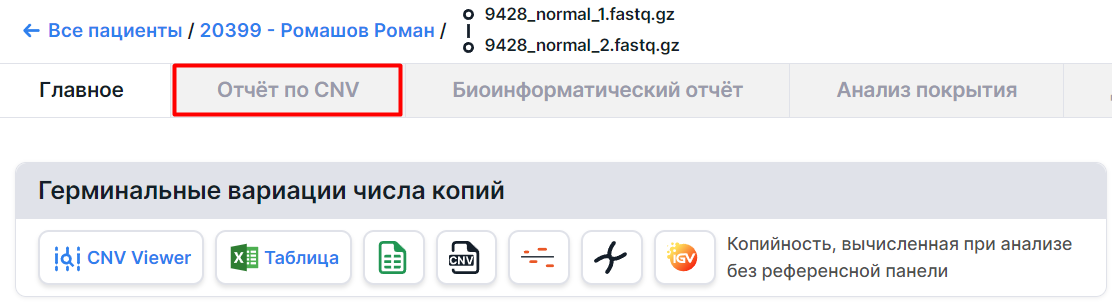 ← Все пациенты / 20399 - Ромашов Роман /
9428_normal_1.fastq.gz
9428_normal_2.fastq.gz
Главное
Отчёт по CNV
Биоинформатический отчёт
Анализ покрытия
Герминальные вариации числа копий
CNV Viewer
Таблица
CNV
IGV
Копийность, вычисленная при анализе
без референсной панели